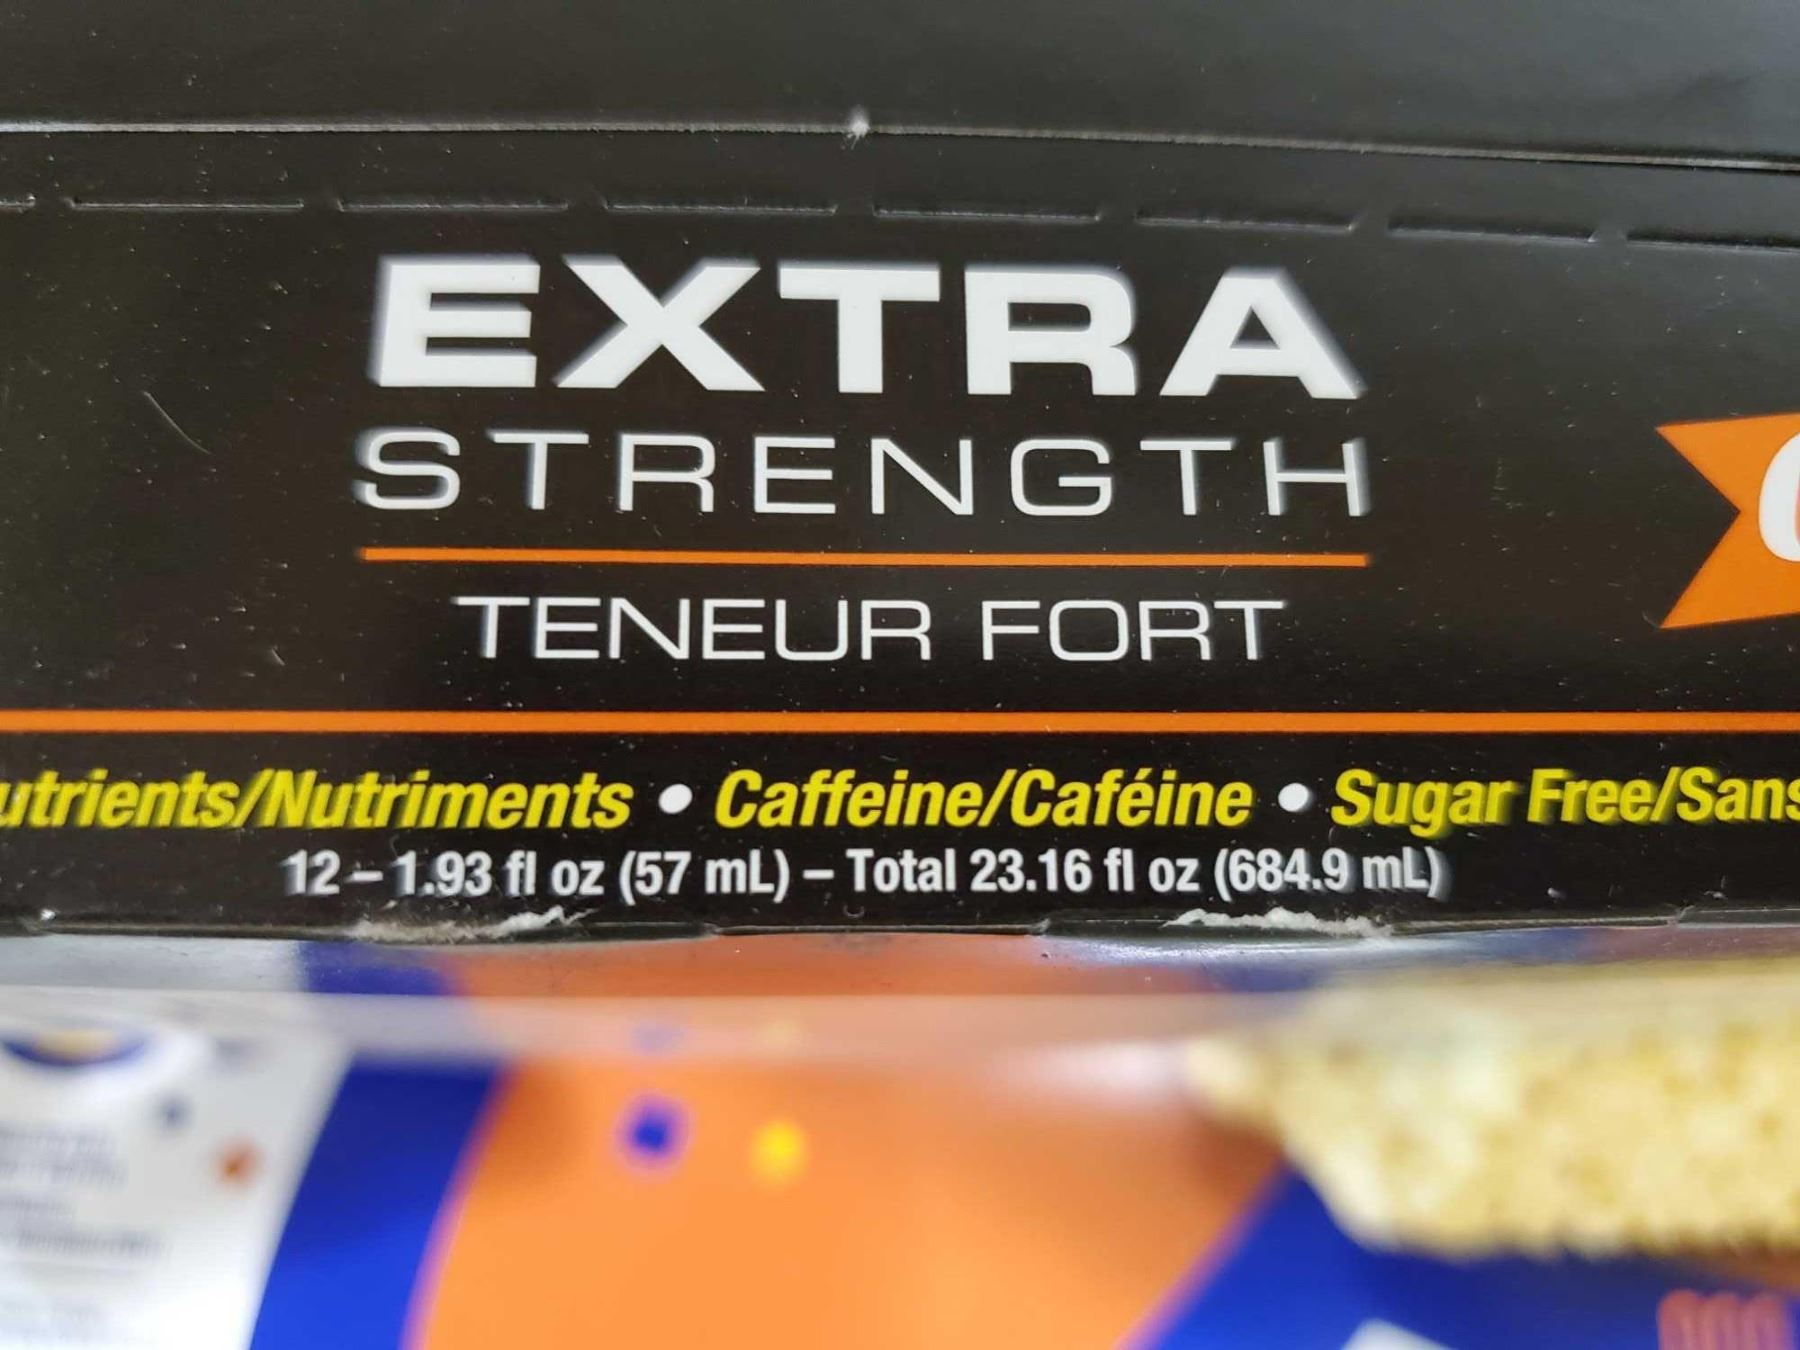 EXTRA
STRENGTH
TENEUR FORT
utrients/Nutriments • Caffeine/Caféine • Sugar Free/Sans
12 – 1.93 fl oz (57 mL) – Total 23.16 fl oz (684.9 mL)